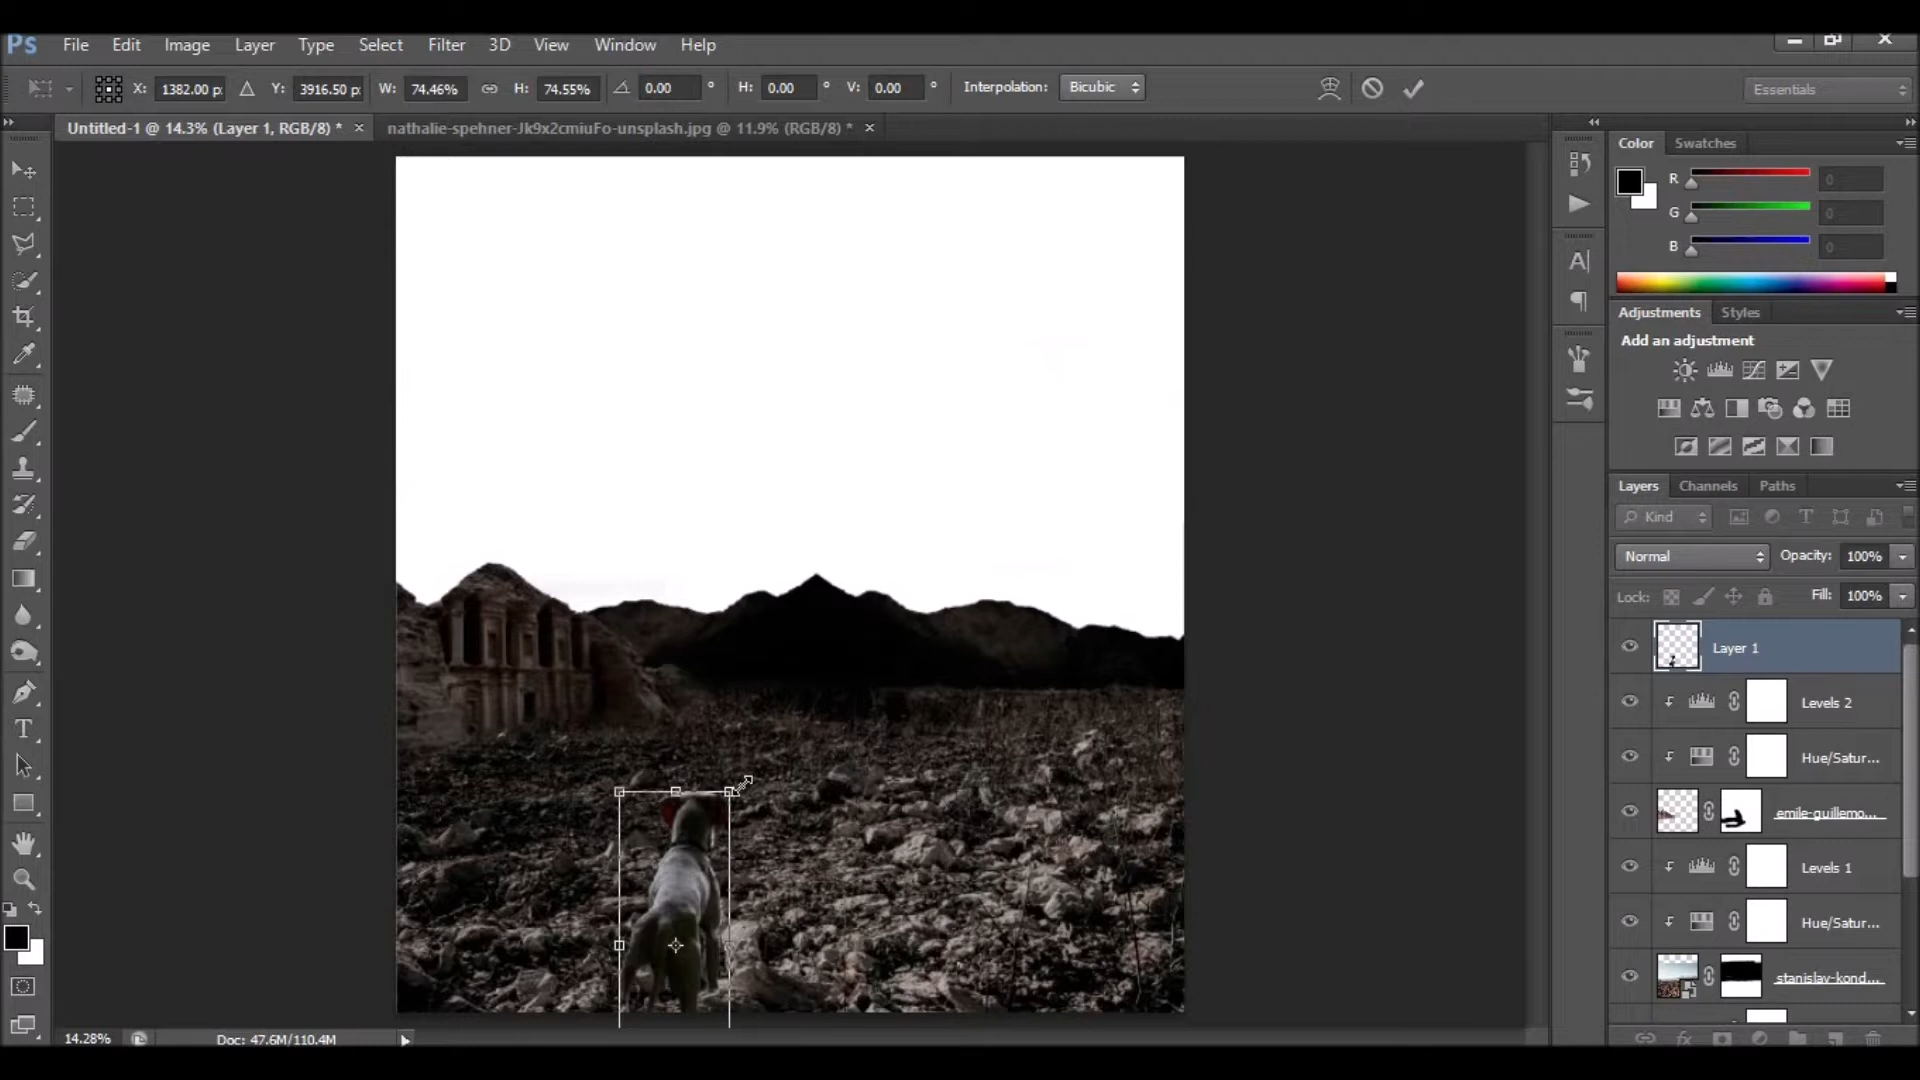 Ps File Edit Image Layer Type Select Filter 3D View Window Help
X: 1382.00 p: Y: 3916.50 p: W: 74.46% H: 74.55% 0.00 ° H: 0.00 ° V: 0.00 ° Interpolation: Bicubic Essentials
Untitled-1 @ 14.3% (Layer 1, RGB/8) * × nathalie-spehner-Jk9x2cmiuFo-unsplash.jpg @ 11.9% (RGB/8) * ×
Color Swatches
R 0
G 0
B 0
Adjustments Styles
Add an adjustment
Layers Channels Paths
Kind
Normal Opacity: 100%
Lock: Fill: 100%
Layer 1
Levels 2
Hue/Satur...
emile-guillemo...
Levels 1
Hue/Satur...
stanislav-kond...
14.28% Doc: 47.6M/110.4M